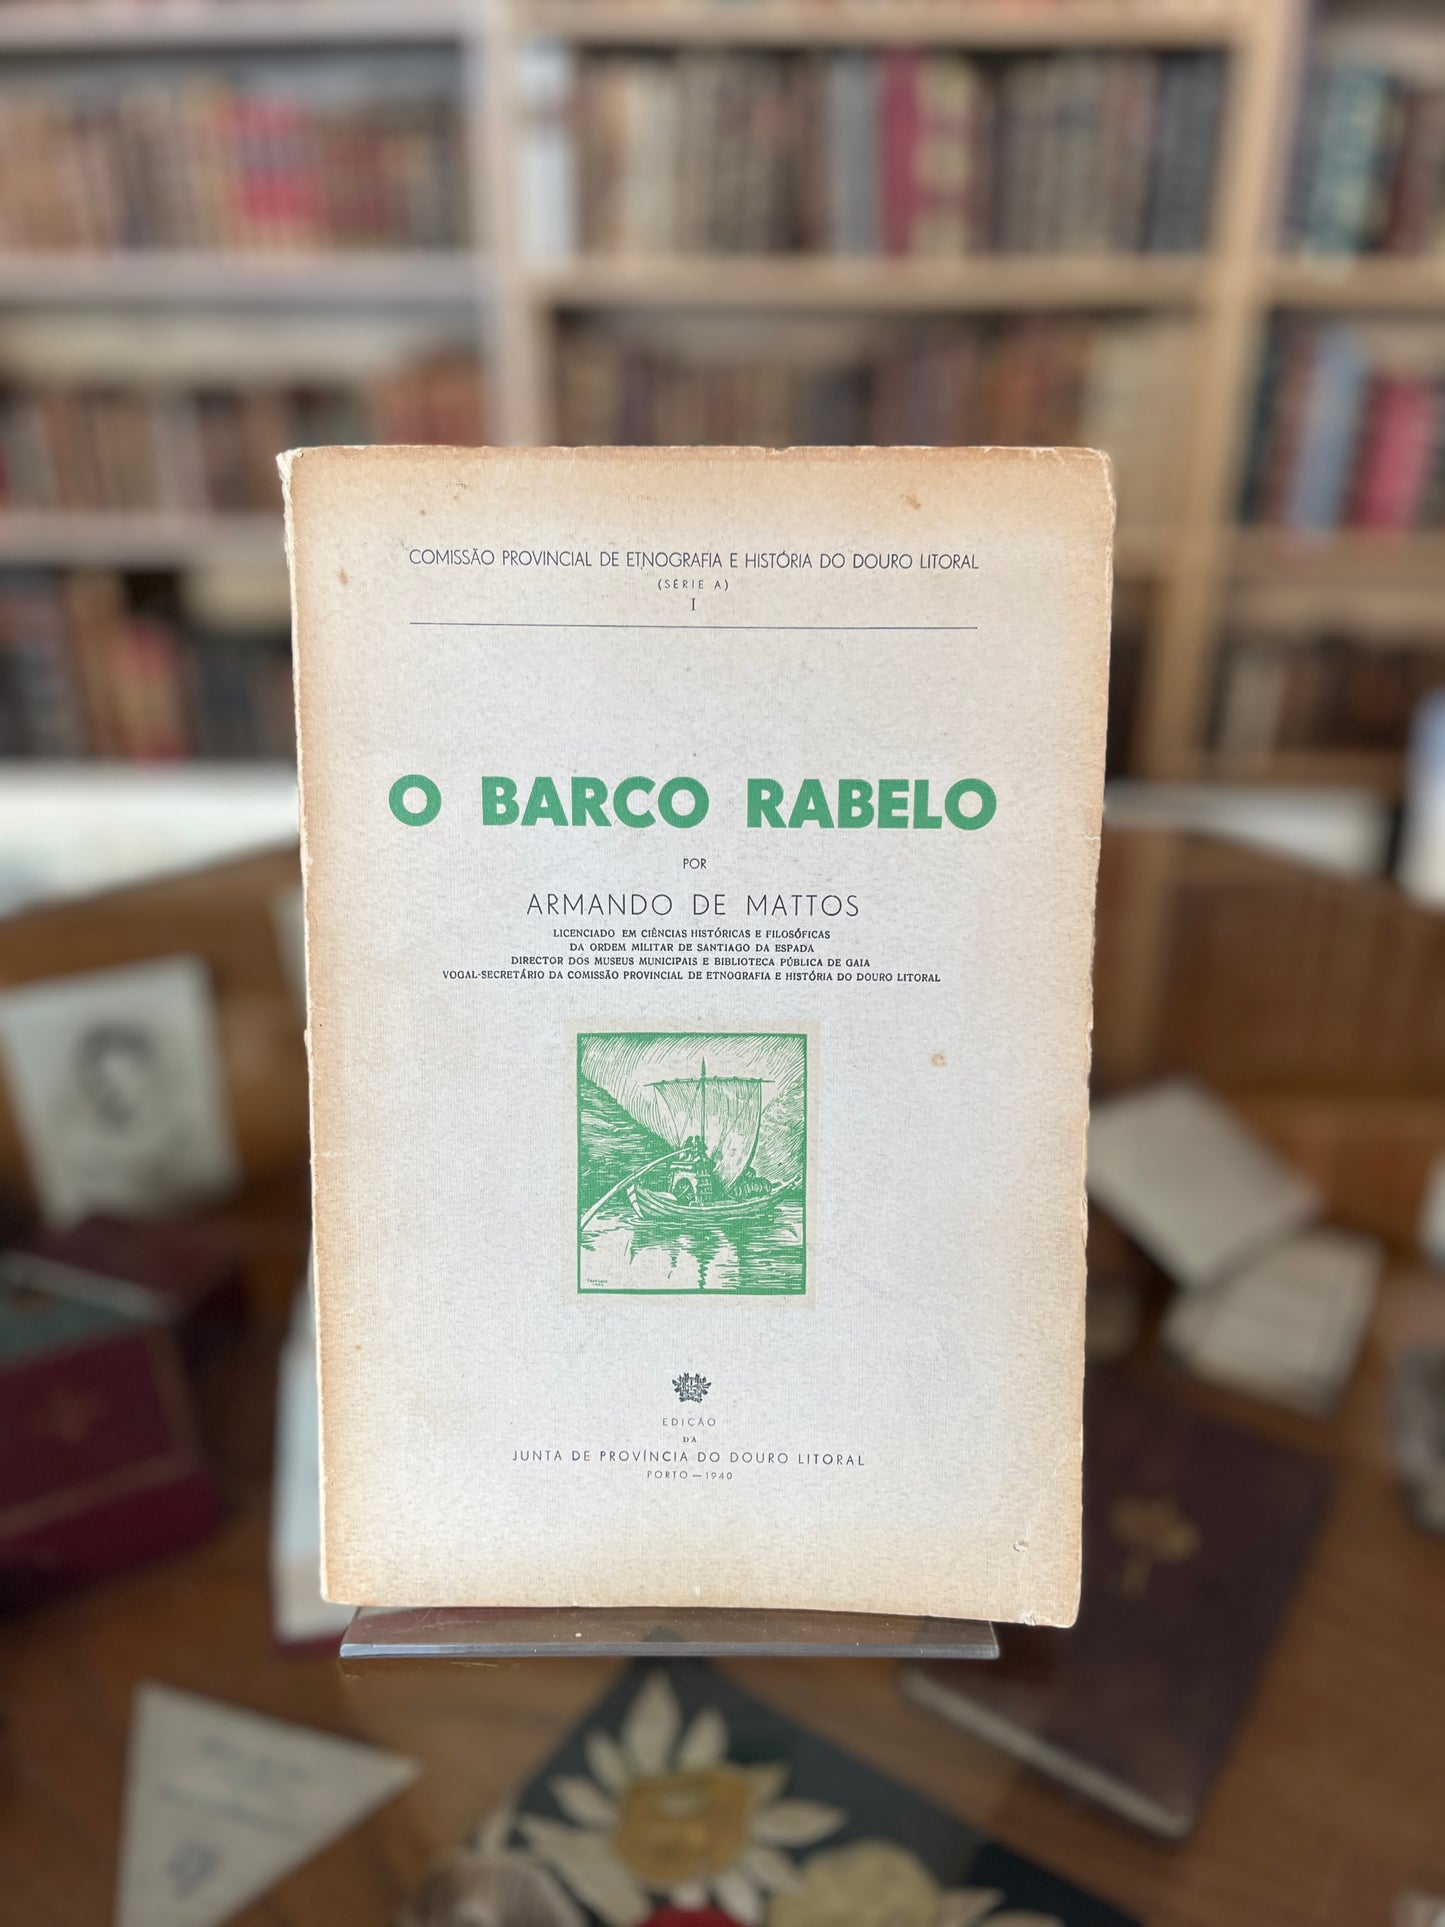 COMISSÃO PROVINCIAL DE ETNOGRAFIA E HISTÓRIA DO DOURO LITORAL
(SÉRIE A)
I
O BARCO RABELO
POR
ARMANDO DE MATTOS
LICENCIADO EM CIÊNCIAS HISTÓRICAS E FILOSÓFICAS
DA ORDEM MILITAR DE SANTIAGO DA ESPADA
DIRECTOR DOS MUSEUS MUNICIPAIS E BIBLIOTECA PÚBLICA DE GAIA
VOGAL-SECRETÁRIO DA COMISSÃO PROVINCIAL DE ETNOGRAFIA E HISTÓRIA DO DOURO LITORAL
EDIÇÃO
DA
JUNTA DE PROVÍNCIA DO DOURO LITORAL
PORTO — 1940